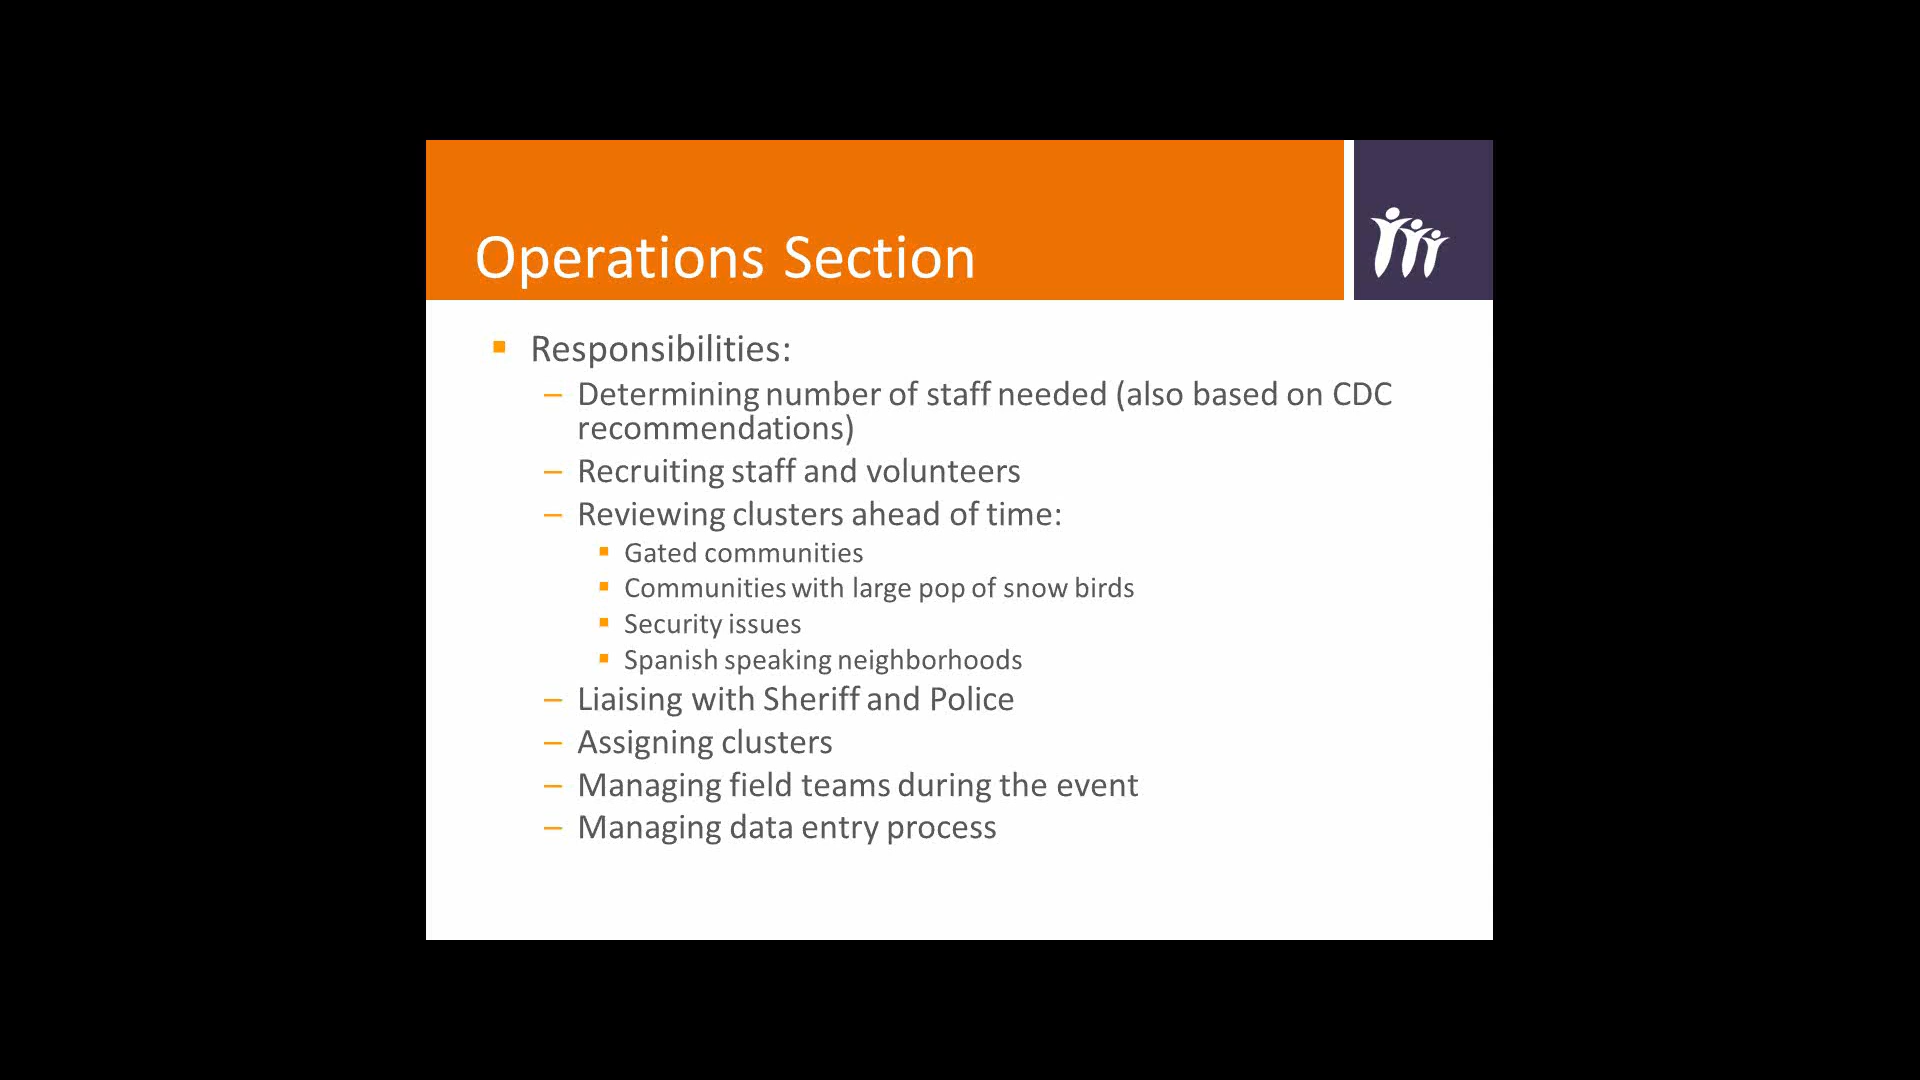 Operations Section
Responsibilities:
– Determining number of staff needed (also based on CDC
recommendations)
– Recruiting staff and volunteers
– Reviewing clusters ahead of time:
Gated communities
Communities with large pop of snow birds
Security issues
Spanish speaking neighborhoods
– Liaising with Sheriff and Police
– Assigning clusters
– Managing field teams during the event
– Managing data entry process